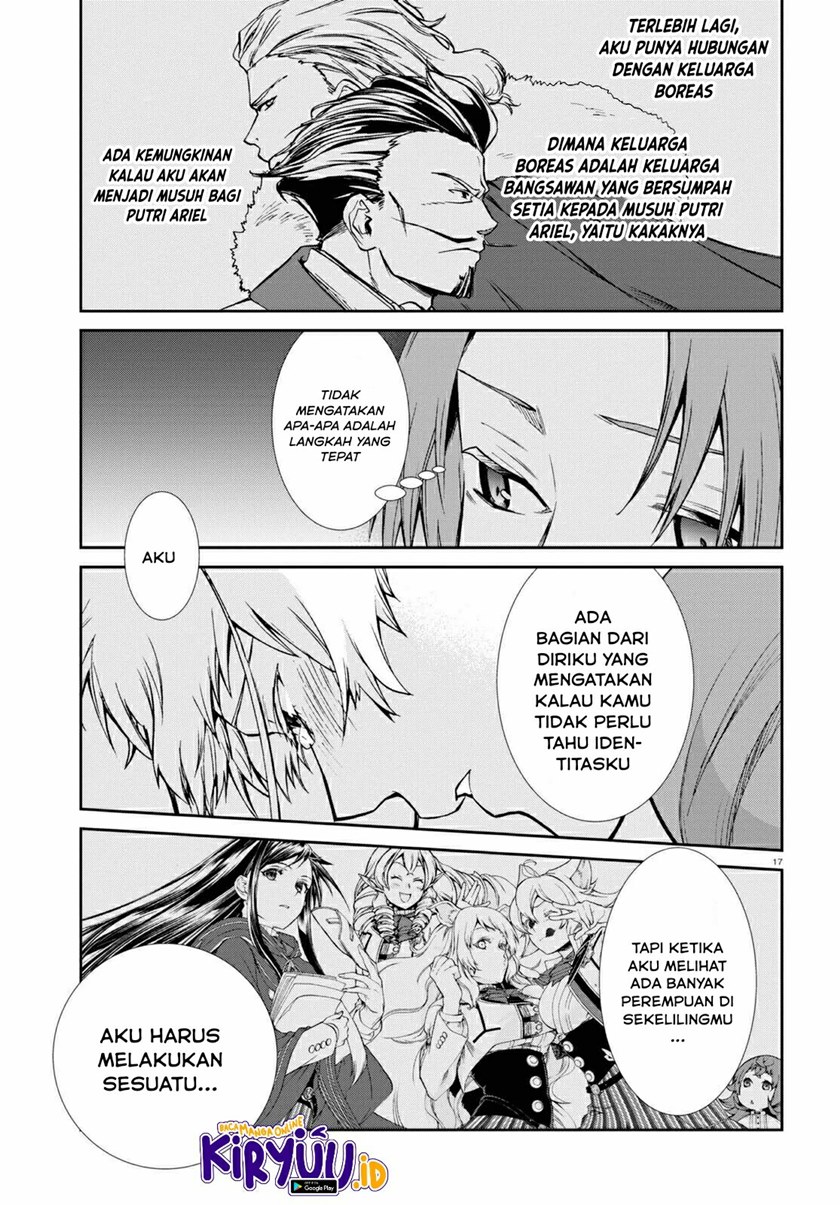 TERLEBIH LAGI,
AKU PUNYA HUBUNGAN
DENGAN KELUARGA
BOREAS
DIMANA KELUARGA
BOREAS ADALAH KELUARGA
BANGSAWAN YANG BERSUMPAH
SETIA KEPADA MUSUH PUTRI
ARIEL, YAITU KAKAKNYA
ADA KEMUNGKINAN
KALAU AKU AKAN
MENJADI MUSUH BAGI
PUTRI ARIEL
TIDAK
MENGATAKAN
APA-APA ADALAH
LANGKAH YANG
TEPAT
AKU
ADA
BAGIAN DARI
DIRIKU YANG
MENGATAKAN
KALAU KAMU
TIDAK PERLU
TAHU IDEN-
TITASKU
17
TAPI KETIKA
AKU MELIHAT
ADA BANYAK
PEREMPUAN DI
SEKELILINGMU
...
AKU HARUS
MELAKUKAN
SESUATU...
BACA MANGA ONLINE
KIRYUU.ID
Google Play